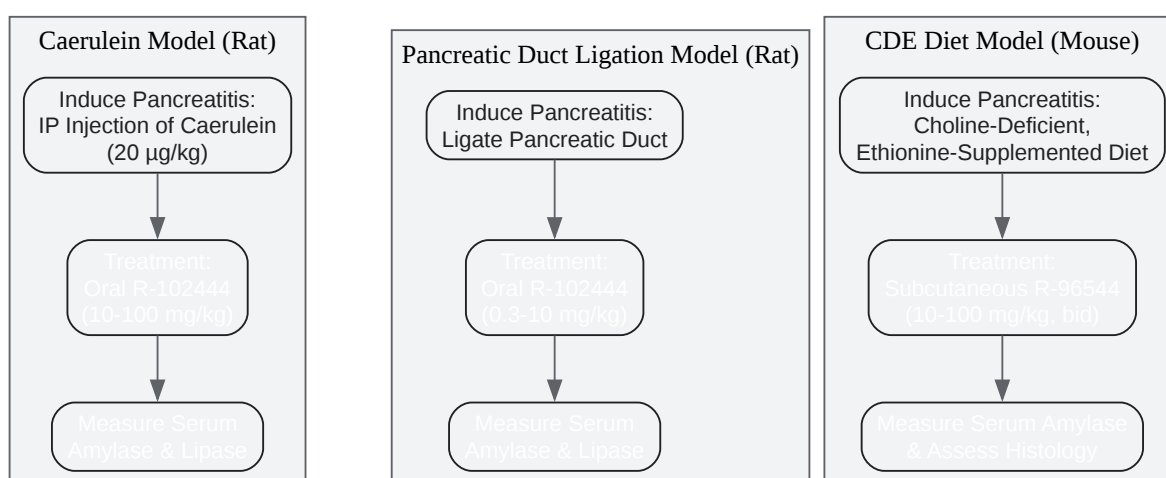 Caerulein Model (Rat)
Induce Pancreatitis:
IP Injection of Caerulein
(20 µg/kg)
Treatment:
Oral R-102444
(10-100 mg/kg)
Measure Serum
Amylase & Lipase
Pancreatic Duct Ligation Model (Rat)
Induce Pancreatitis:
Ligate Pancreatic Duct
Treatment:
Oral R-102444
(0.3-10 mg/kg)
Measure Serum
Amylase & Lipase
CDE Diet Model (Mouse)
Induce Pancreatitis:
Choline-Deficient,
Ethionine-Supplemented Diet
Treatment:
Subcutaneous R-96544
(10-100 mg/kg, bid)
Measure Serum Amylase
& Assess Histology